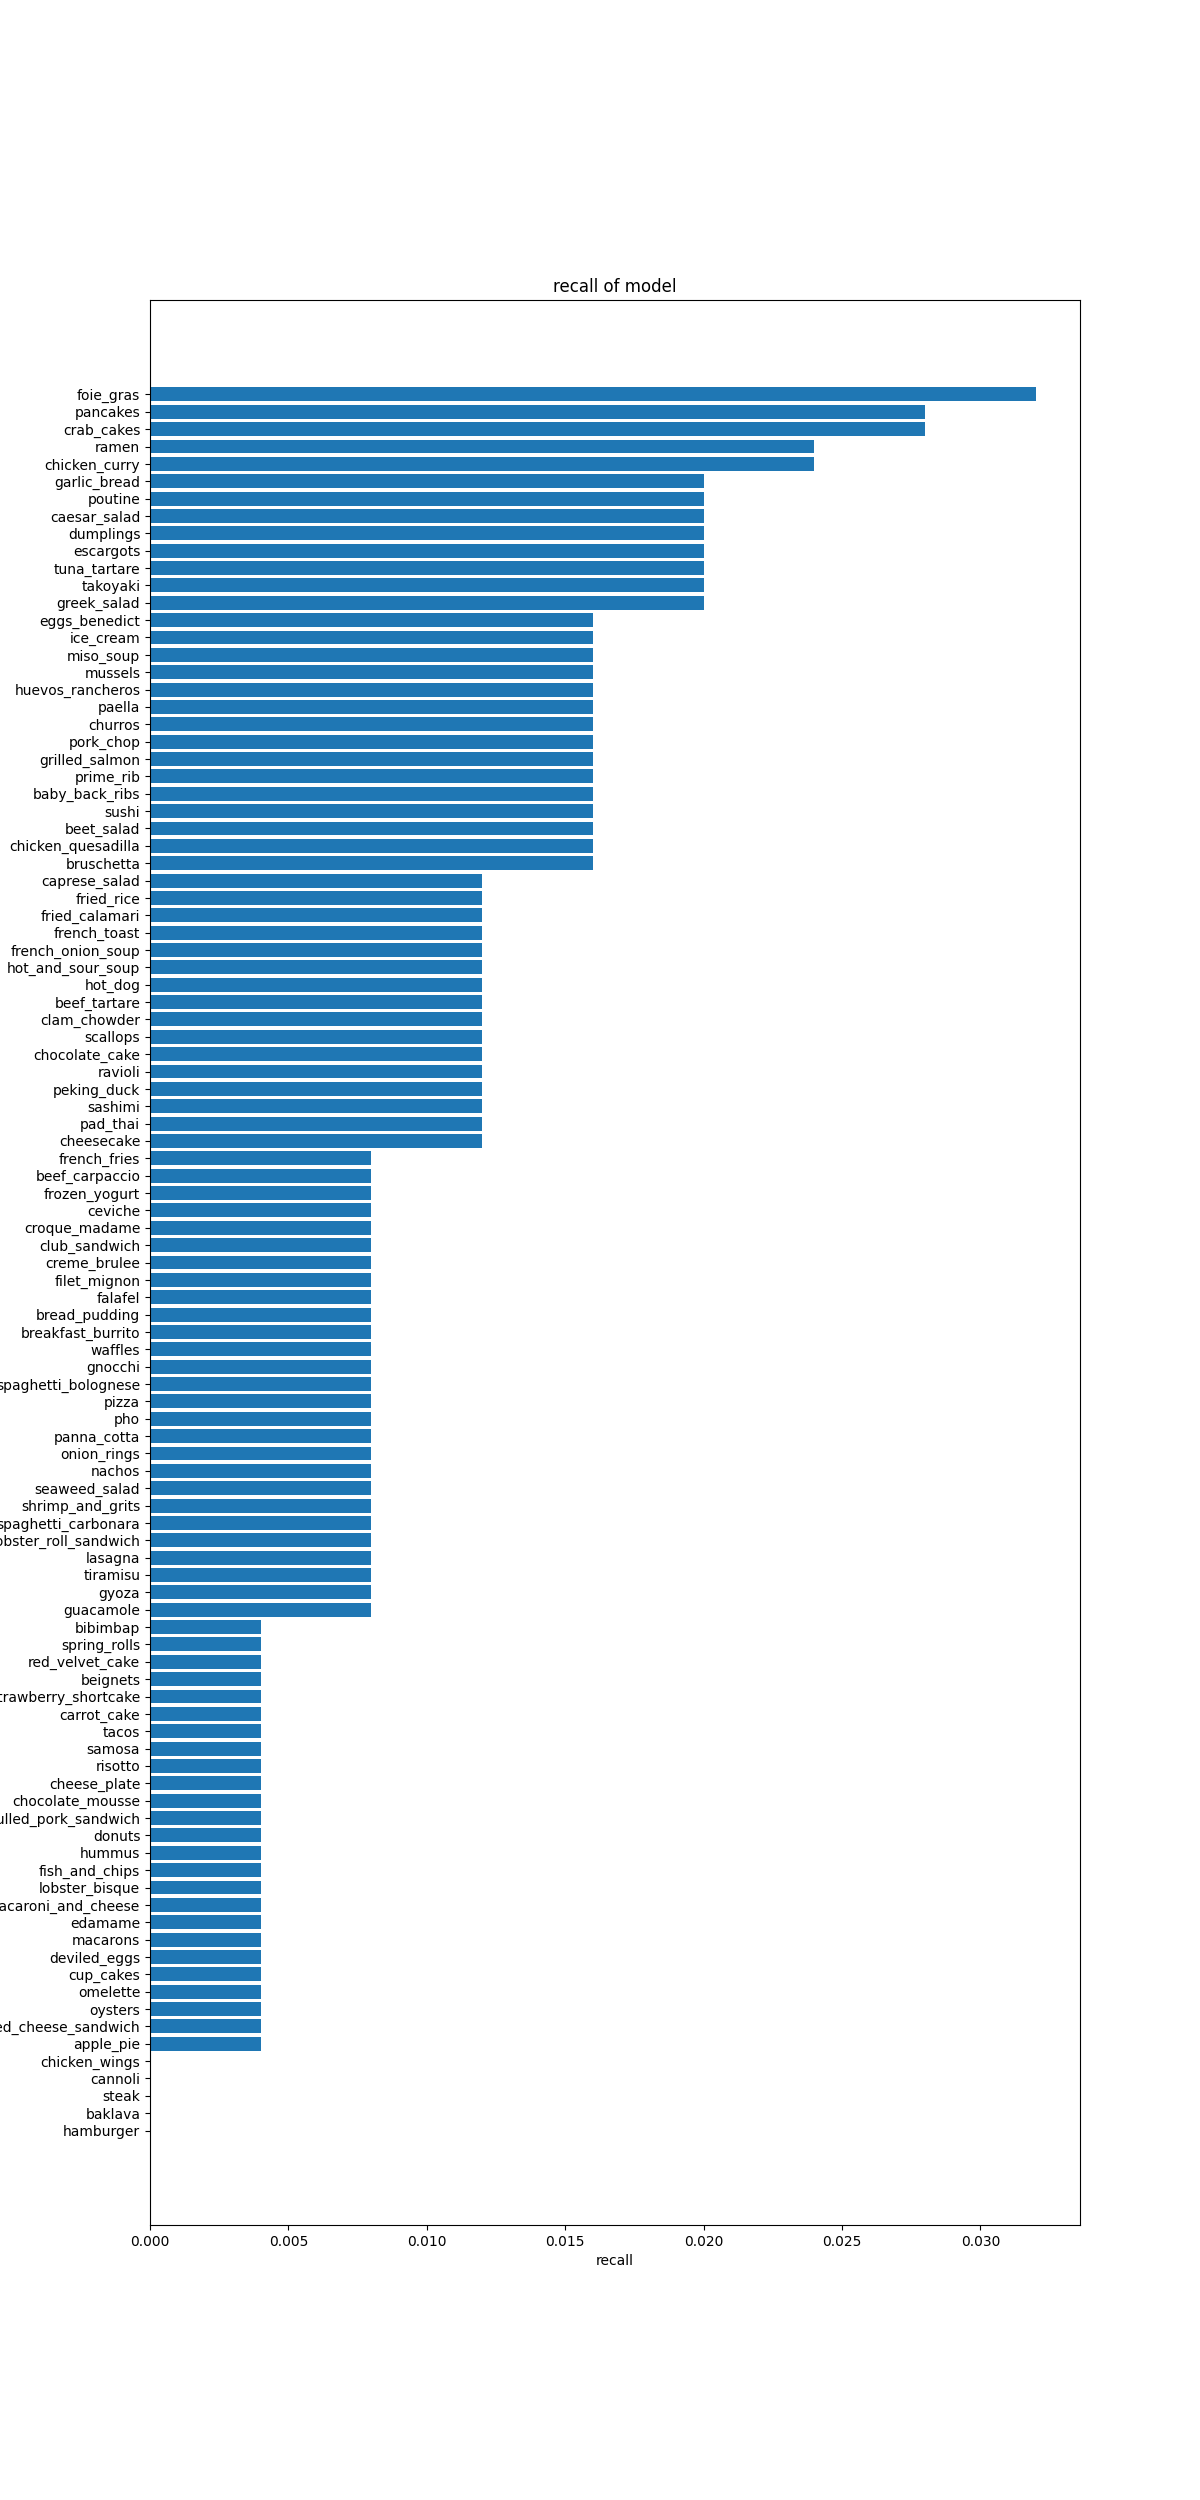 recall of model
foie_gras
pancakes
crab_cakes
ramen
chicken_curry
garlic_bread
poutine
caesar_salad
dumplings
escargots
tuna_tartare
takoyaki
greek_salad
eggs_benedict
ice_cream
miso_soup
mussels
huevos_rancheros
paella
churros
pork_chop
grilled_salmon
prime_rib
baby_back_ribs
sushi
beet_salad
chicken_quesadilla
bruschetta
caprese_salad
fried_rice
fried_calamari
french_toast
french_onion_soup
hot_and_sour_soup
hot_dog
beef_tartare
clam_chowder
scallops
chocolate_cake
ravioli
peking_duck
sashimi
pad_thai
cheesecake
french_fries
beef_carpaccio
frozen_yogurt
ceviche
croque_madame
club_sandwich
creme_brulee
filet_mignon
falafel
bread_pudding
breakfast_burrito
waffles
gnocchi
spaghetti_bolognese
pizza
pho
panna_cotta
onion_rings
nachos
seaweed_salad
shrimp_and_grits
spaghetti_carbonara
obster_roll_sandwich
lasagna
tiramisu
gyoza
guacamole
bibimbap
spring_rolls
red_velvet_cake
beignets
trawberry_shortcake
carrot_cake
tacos
samosa
risotto
cheese_plate
chocolate_mousse
ulled_pork_sandwich
donuts
hummus
fish_and_chips
lobster_bisque
acaroni_and_cheese
edamame
macarons
deviled_eggs
cup_cakes
omelette
oysters
ed_cheese_sandwich
apple_pie
chicken_wings
cannoli
steak
baklava
hamburger
0.000 0.005 0.010 0.015 0.020 0.025 0.030
recall